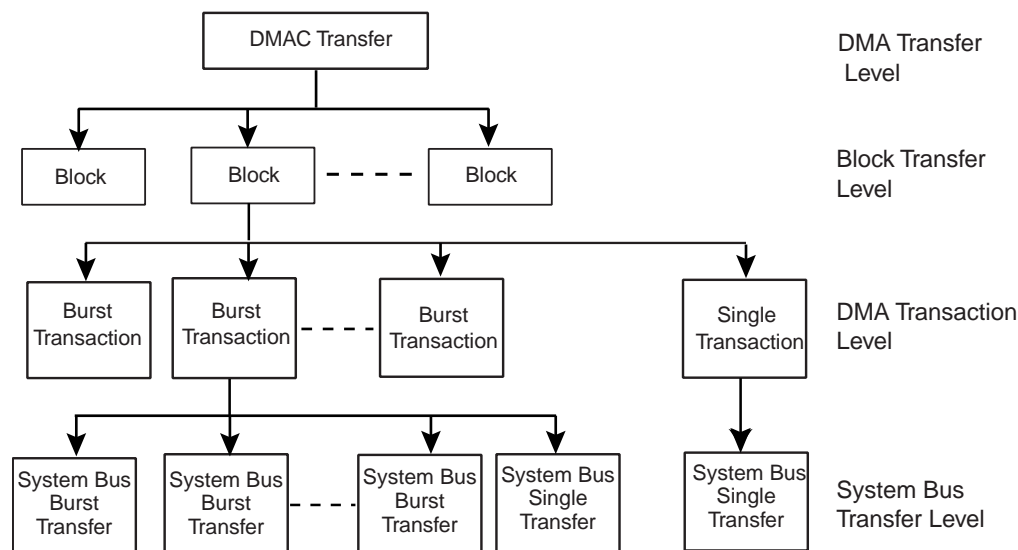 DMAC Transfer
DMA Transfer
Level
Block
Block
Block
Block Transfer
Level
Burst
Transaction
Burst
Transaction
Burst
Transaction
Single
Transaction
DMA Transaction
Level
System Bus
Burst
Transfer
System Bus
Burst
Transfer
System Bus
Burst
Transfer
System Bus
Single
Transfer
System Bus
Single
Transfer
System Bus
Transfer Level